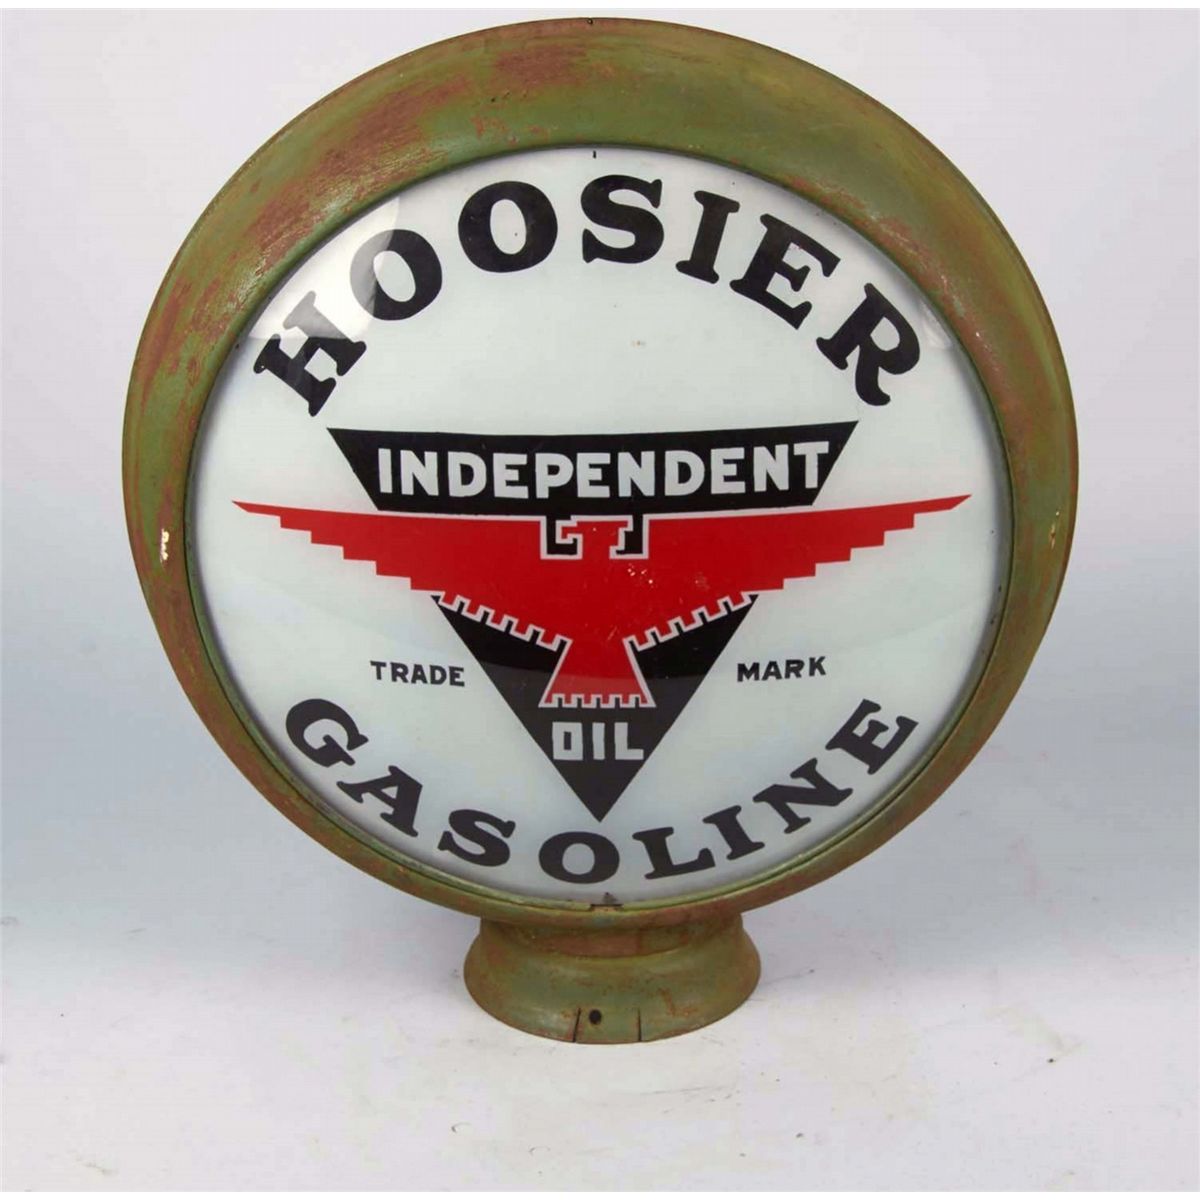 HOOSIER
INDEPENDENT
TRADE MARK
OIL
GASOLINE